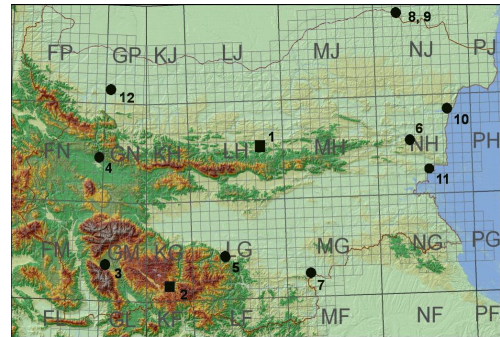 8, 9
FP GP KJ LJ MJ NJ PJ
12
10
1 6
FN GN KH LH MH NH PH
4
11
FM GM KG LG MG NG PG
3 5
2 7
FL GL KF LF MF NF PF